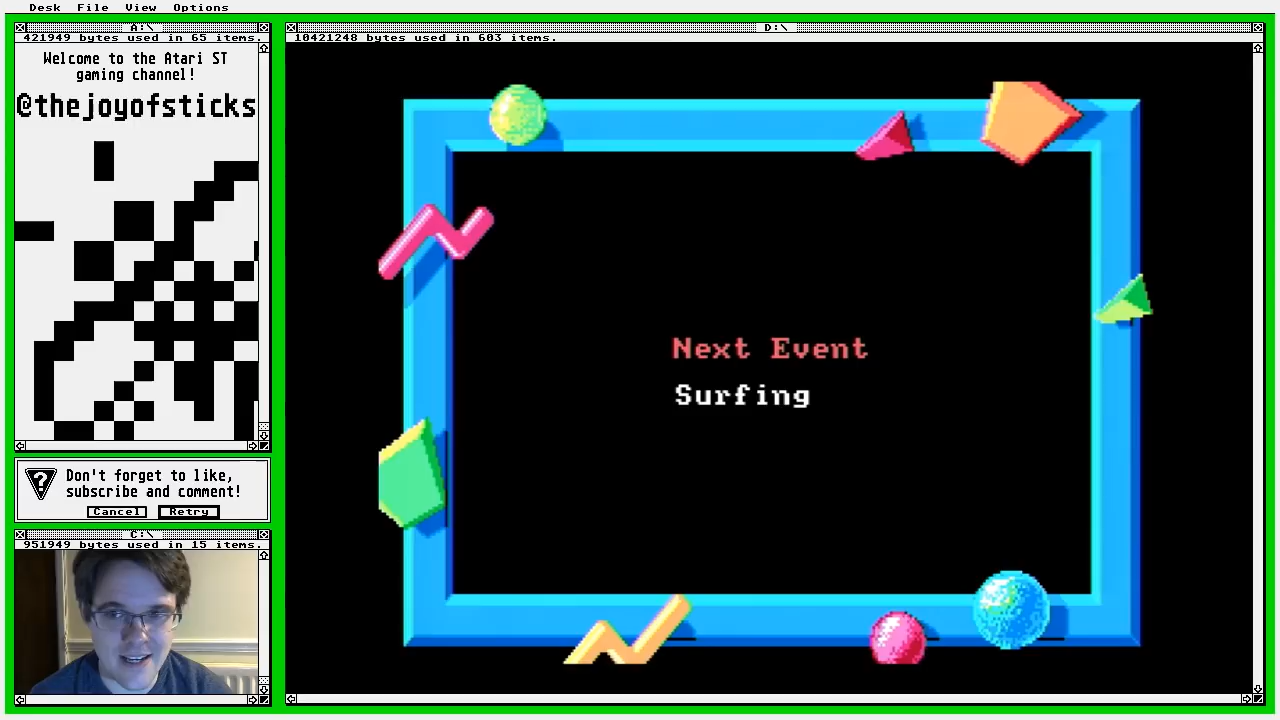 Desk File View Options
A:\
421949 bytes used in 65 items.
Welcome to the Atari ST
gaming channel!
@thejoyofsticks
Don't forget to like,
subscribe and comment!
Cancel Retry
C:\
951949 bytes used in 15 items.
D:\
10421248 bytes used in 603 items.
Next Event
Surfing